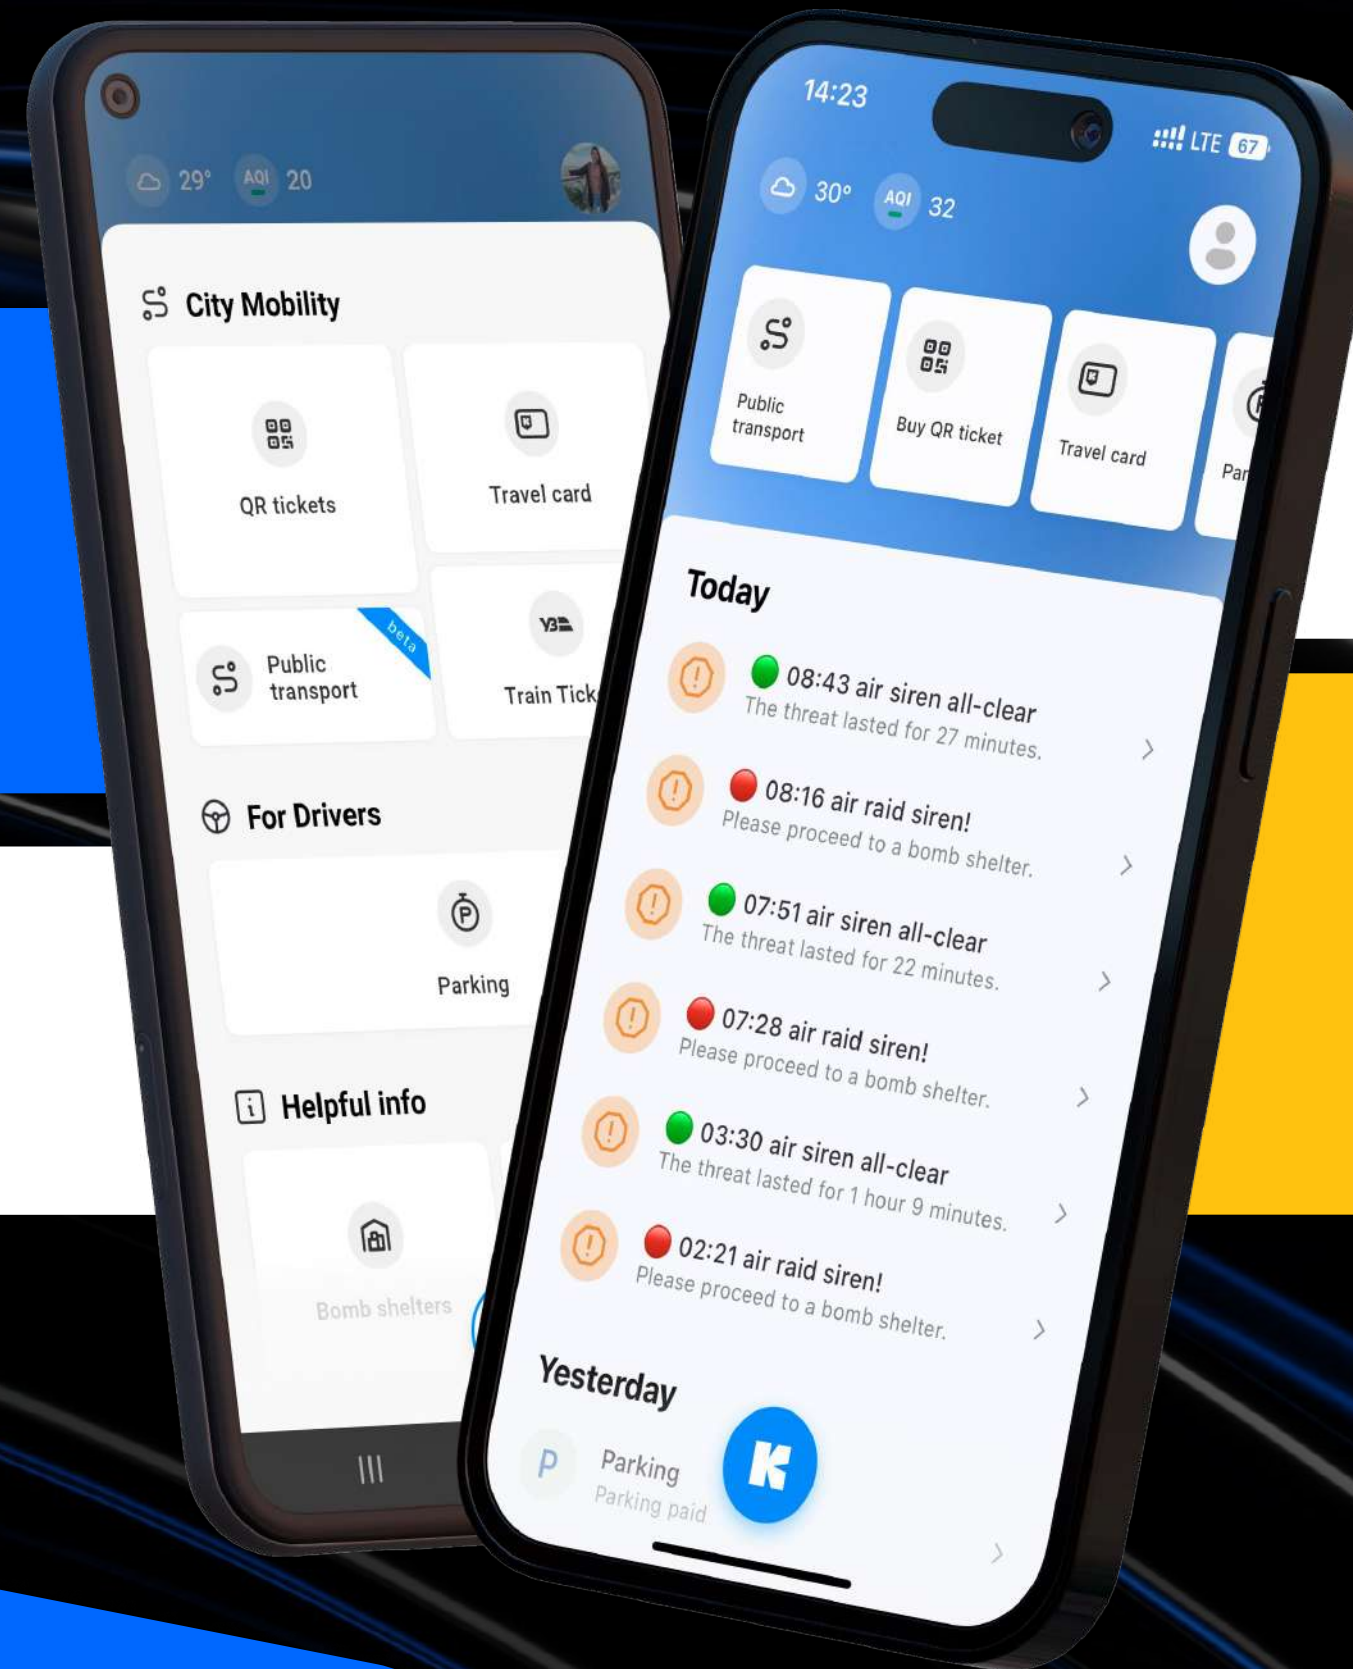 29°
AQI
20
City Mobility
QR tickets
Travel card
beta
Public
transport
УЗ
Train Tick
For Drivers
P
Parking
Helpful info
Bomb shelters
14:23
LTE
67
30°
AQI
32
Public
transport
Buy QR ticket
Travel card
Par
Today
08:43 air siren all-clear
The threat lasted for 27 minutes.
08:16 air raid siren!
Please proceed to a bomb shelter.
07:51 air siren all-clear
The threat lasted for 22 minutes.
07:28 air raid siren!
Please proceed to a bomb shelter.
03:30 air siren all-clear
The threat lasted for 1 hour 9 minutes.
02:21 air raid siren!
Please proceed to a bomb shelter.
Yesterday
P
Parking
Parking paid
K